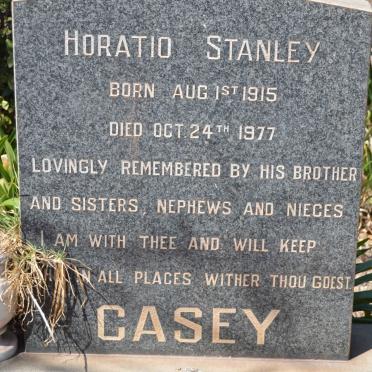 HORATIO STANLEY
BORN AUG 1ST 1915
DIED OCT 24TH 1977
LOVINGLY REMEMBERED BY HIS BROTHER
AND SISTERS, NEPHEWS AND NIECES
I AM WITH THEE AND WILL KEEP
IN ALL PLACES WITHER THOU GOEST
CASEY